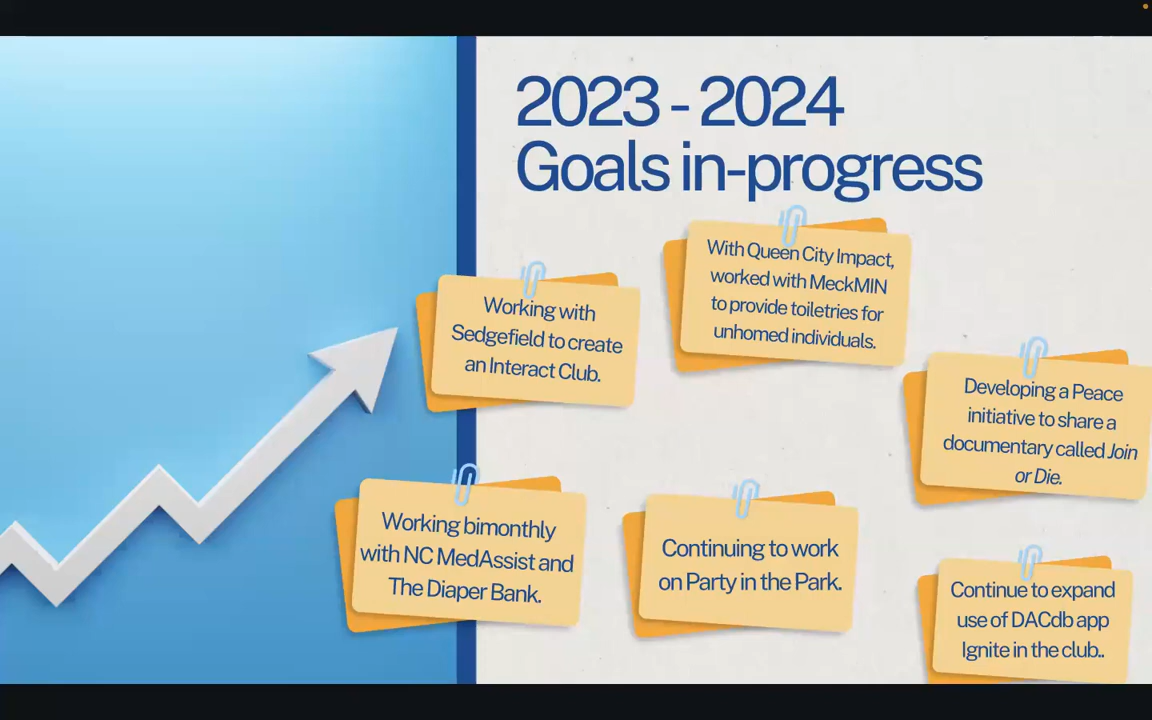 2023 - 2024
Goals in-progress
With Queen City Impact,
worked with MeckMIN
to provide toiletries for
unhomed individuals.
Working with
Sedgefield to create
an Interact Club.
Developing a Peace
initiative to share a
documentary called Join
or Die.
Working bimonthly
with NC MedAssist and
The Diaper Bank.
Continuing to work
on Party in the Park.
Continue to expand
use of DACdb app
Ignite in the club..